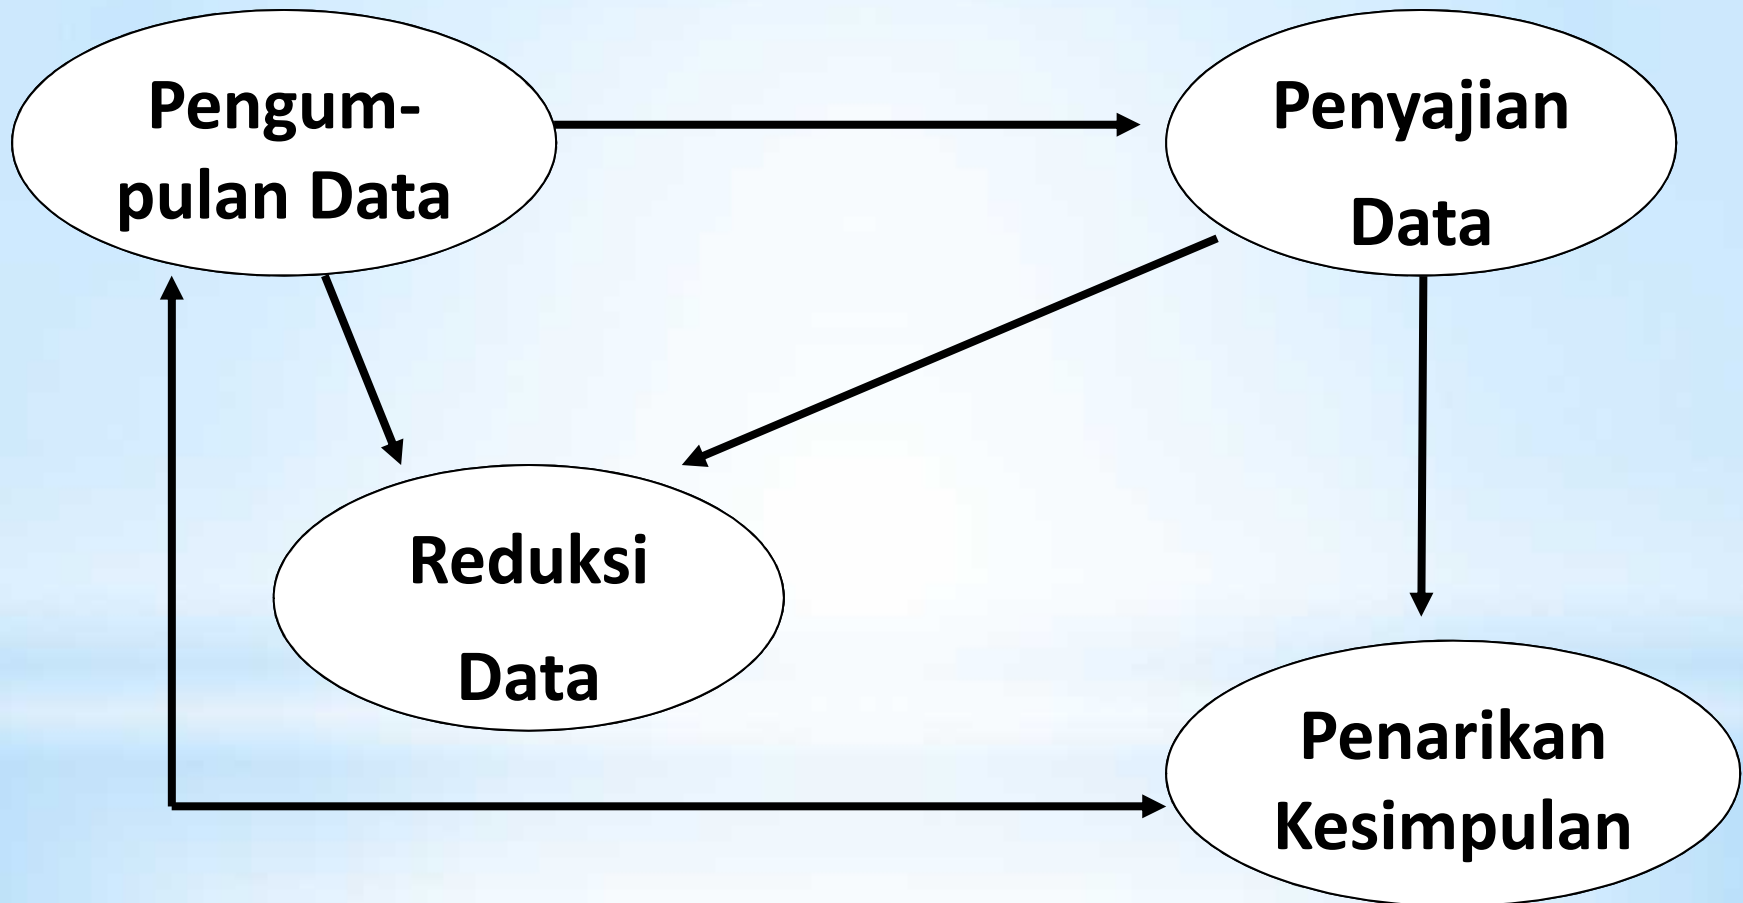 Pengum-
pulan Data
Penyajian
Data
Reduksi
Data
Penarikan
Kesimpulan